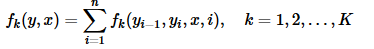 f_k(y,x) = \sum_{i=1}^{n} f_k(y_{i-1}, y_i, x, i), \quad k = 1, 2, \ldots, K